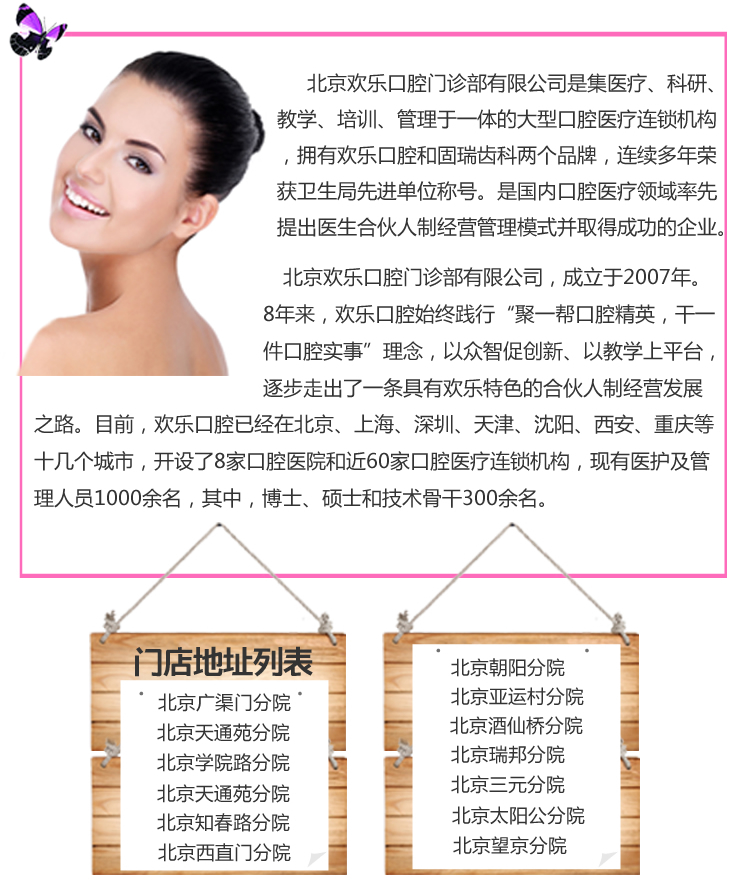 北京欢乐口腔门诊部有限公司是集医疗、科研、
教学、培训、管理于一体的大型口腔医疗连锁机构
，拥有欢乐口腔和固瑞齿科两个品牌，连续多年荣
获卫生局先进单位称号。是国内口腔医疗领域率先
提出医生合伙人制经营管理模式并取得成功的企业。
北京欢乐口腔门诊部有限公司，成立于2007年。
8年来，欢乐口腔始终践行“聚一帮口腔精英，干一
件口腔实事”理念，以众智促创新、以教学上平台，
逐步走出了一条具有欢乐特色的合伙人制经营发展
之路。目前，欢乐口腔已经在北京、上海、深圳、天津、沈阳、西安、重庆等
十几个城市，开设了8家口腔医院和近60家口腔医疗连锁机构，现有医护及管
理人员1000余名，其中，博士、硕士和技术骨干300余名。
门店地址列表
北京广渠门分院
北京天通苑分院
北京学院路分院
北京天通苑分院
北京知春路分院
北京西直门分院
北京朝阳分院
北京亚运村分院
北京酒仙桥分院
北京瑞邦分院
北京三元分院
北京太阳公分院
北京望京分院